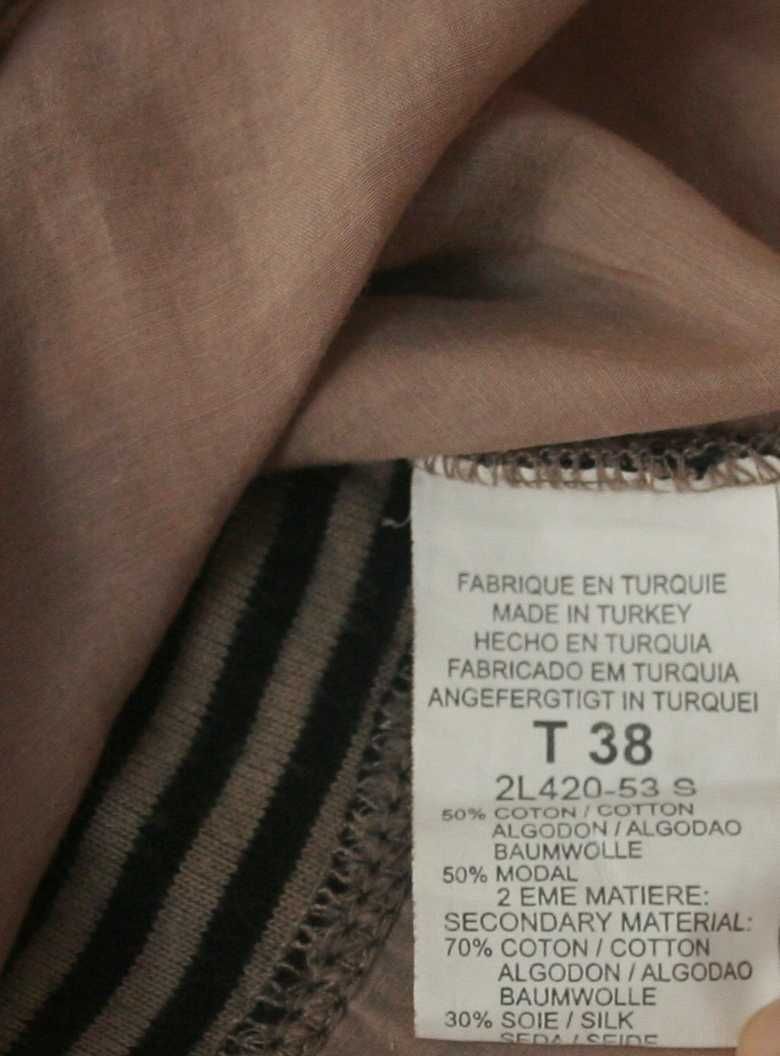 FABRIQUE EN TURQUIE
MADE IN TURKEY
HECHO EN TURQUIA
FABRICADO EM TURQUIA
ANGEFERGTIGT IN TURQUEI
T 38
2L420-53 S
50% COTON / COTTON
ALGODON / ALGODAO
BAUMWOLLE
50% MODAL
2 EME MATIERE:
SECONDARY MATERIAL:
70% COTON / COTTON
ALGODON / ALGODAO
BAUMWOLLE
30% SOIE / SILK
SEDA / SEIDE